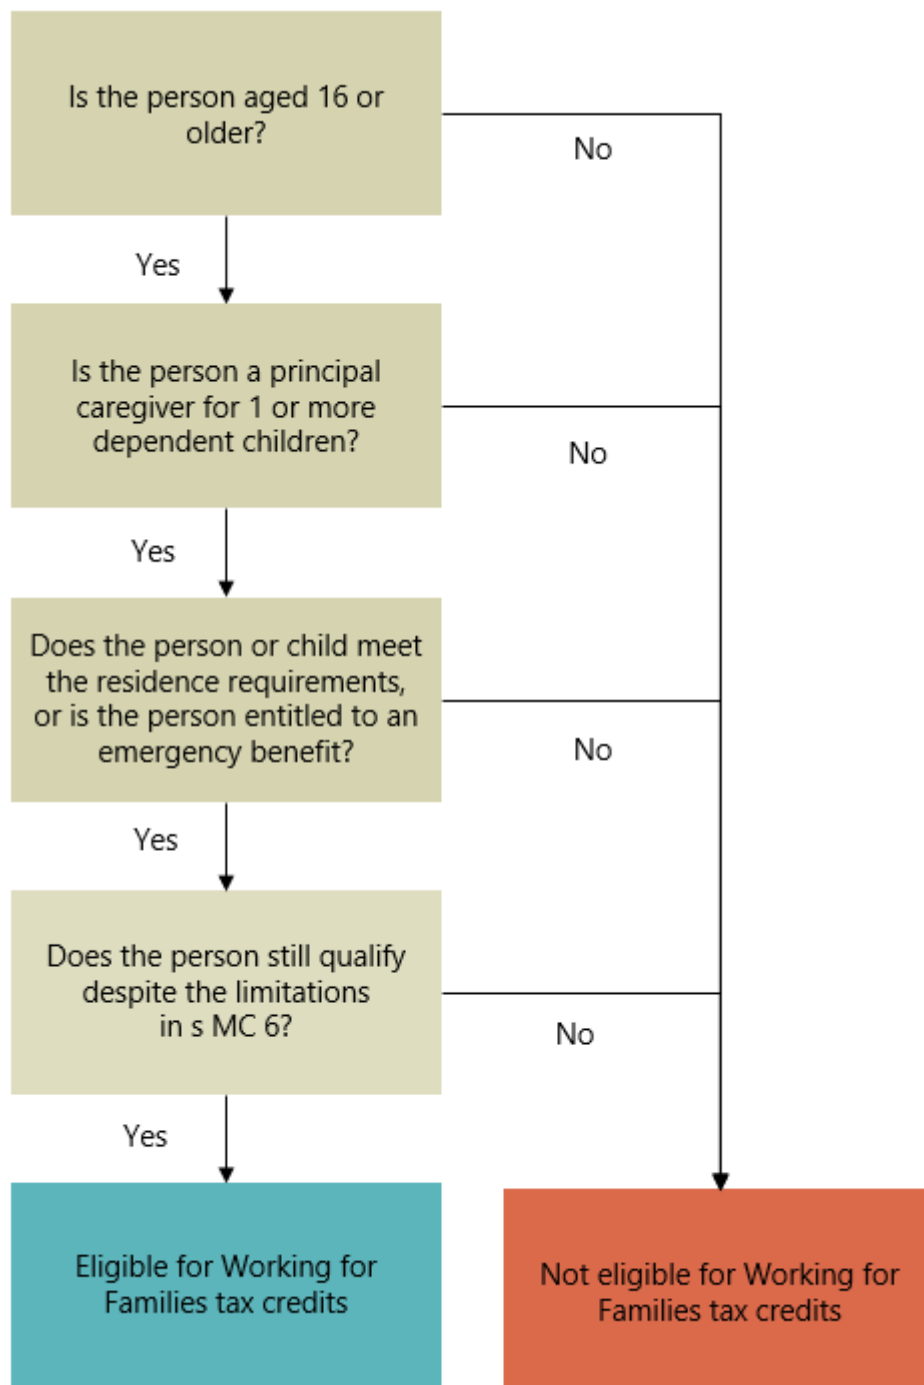 Is the person aged 16 or
older?
No
Yes
Is the person a principal
caregiver for 1 or more
dependent children?
No
Yes
Does the person or child meet
the residence requirements,
or is the person entitled to an
emergency benefit?
No
Yes
Does the person still qualify
despite the limitations
in s MC 6?
No
Yes
Eligible for Working for
Families tax credits
Not eligible for Working for
Families tax credits